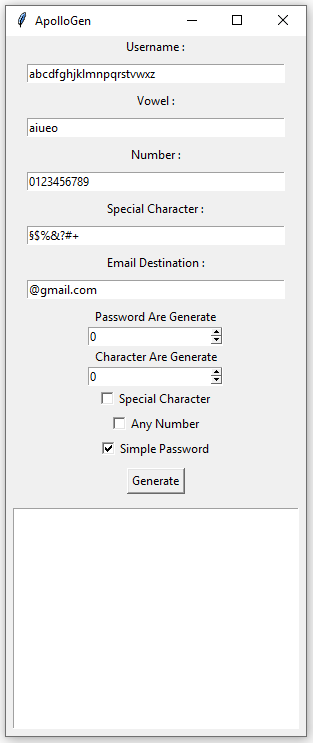 ApolloGen
Username :
abcdfghjklmnpqrstvwxz
Vowel :
aiueo
Number :
0123456789
Special Character :
§$%&?#+
Email Destination :
@gmail.com
Password Are Generate
0
Character Are Generate
0
Special Character
Any Number
Simple Password
Generate